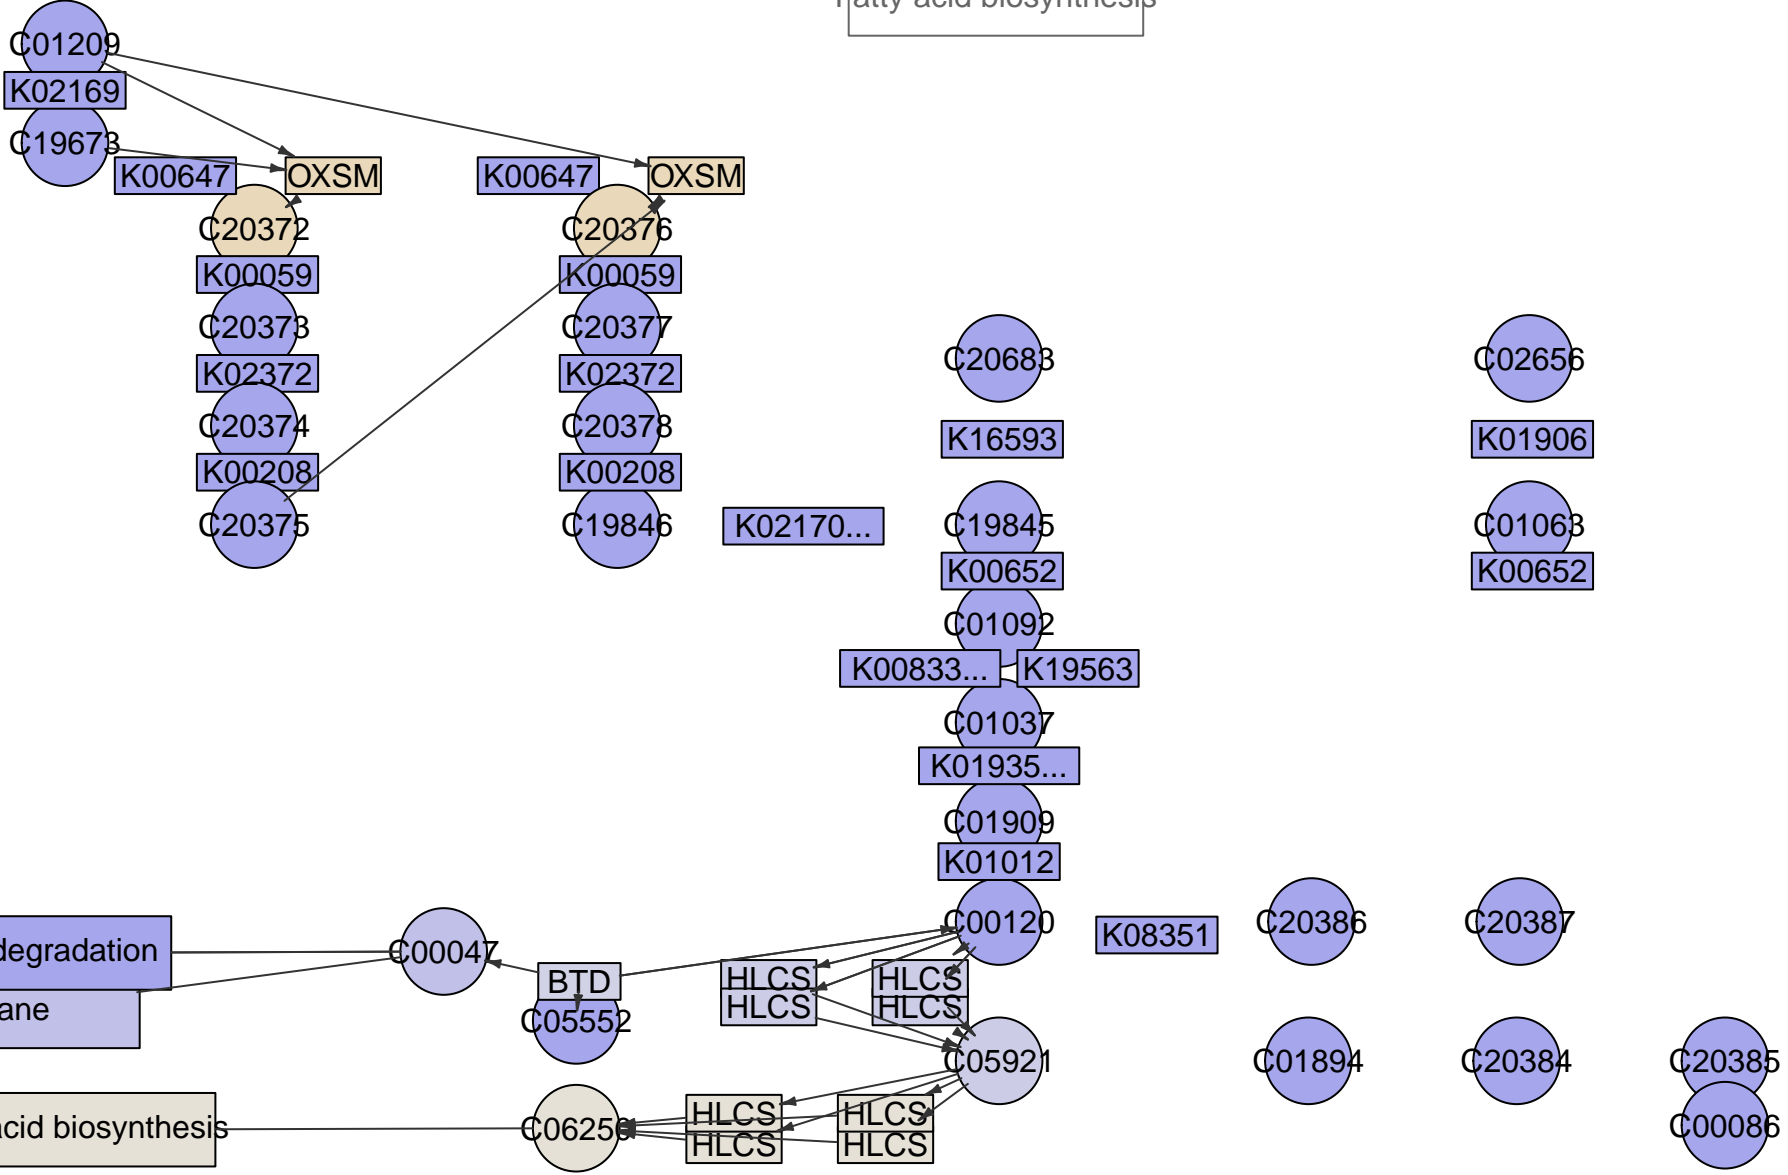 Fatty acid biosynthesis
C01209
K02169
C19673
K00647
OXSM
K00647
OXSM
C20372
C20376
K00059
K00059
C20373
C20377
C20683
C02656
K02372
K02372
C20374
C20378
K16593
K01906
K00208
K00208
C20375
C19846
K02170...
C19845
C01063
K00652
K00652
C01092
K00833...
K19563
C01037
K01935...
C01909
K01012
C00120
K08351
C20386
C20387
degradation
C00047
BTD
HLCS
HLCS
ane
HLCS
HLCS
C05552
C05921
C01894
C20384
C20385
HLCS
HLCS
C00086
acid biosynthesis
C06250
HLCS
HLCS